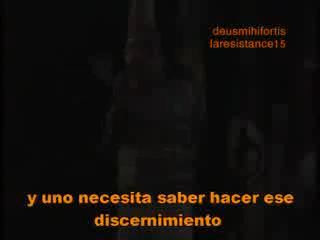 deusmihifortis
laresistance15
y uno necesita saber hacer ese
discernimiento